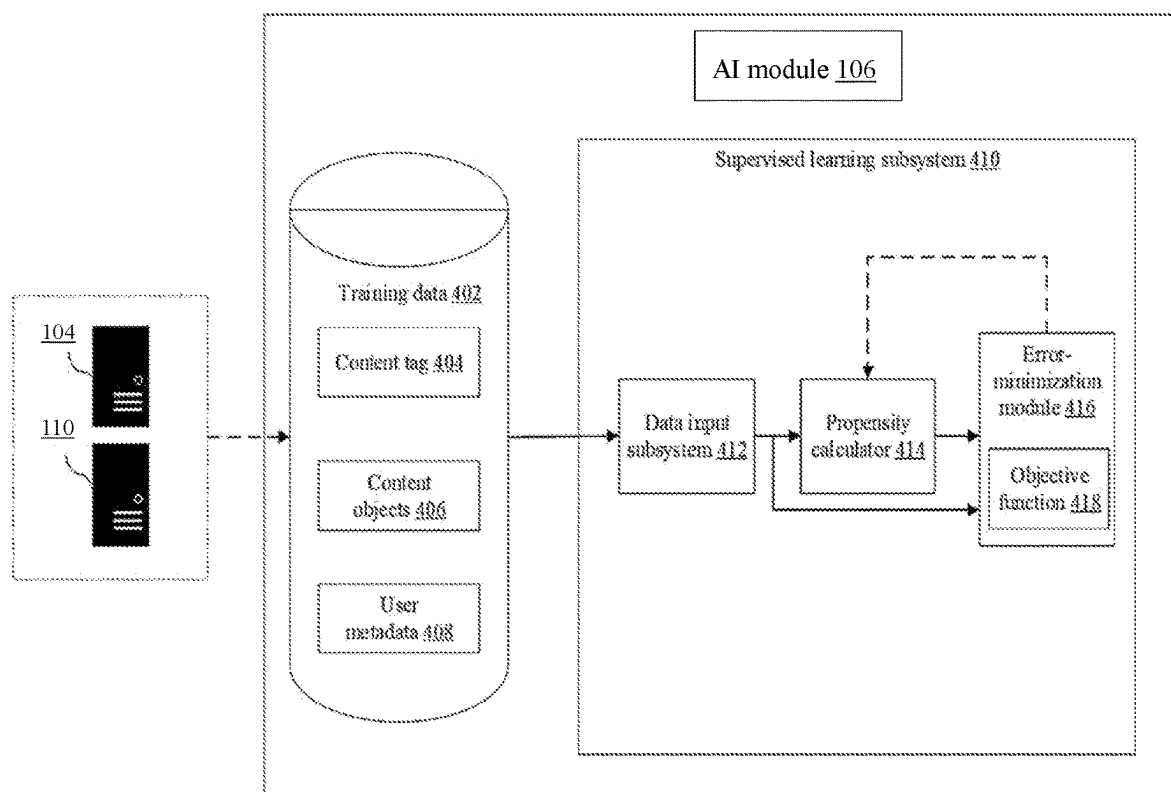 AI module 106
Supervised learning subsystem 410
Training data 402
104
Content tag 404
Error-
minimization
module 416
110
Data input
subsystem 412
Propensity
calculator 414
Content
objects 406
Objective
function 418
User
metadata 408